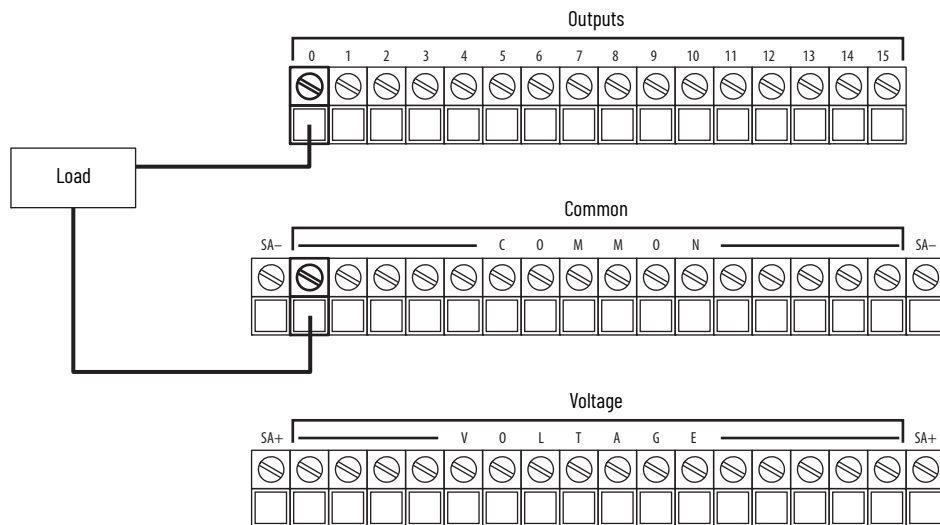 Outputs
0 1 2 3 4 5 6 7 8 9 10 11 12 13 14 15
Load
Common
SA– C O M M O N SA–
Voltage
SA+ V O L T A G E SA+